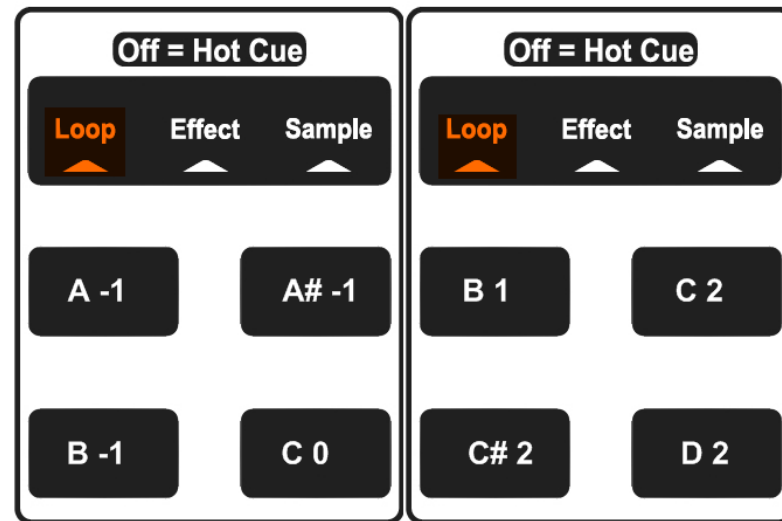 Off = Hot Cue
Loop Effect Sample
A -1 A# -1
B -1 C 0
Off = Hot Cue
Loop Effect Sample
B 1 C 2
C# 2 D 2